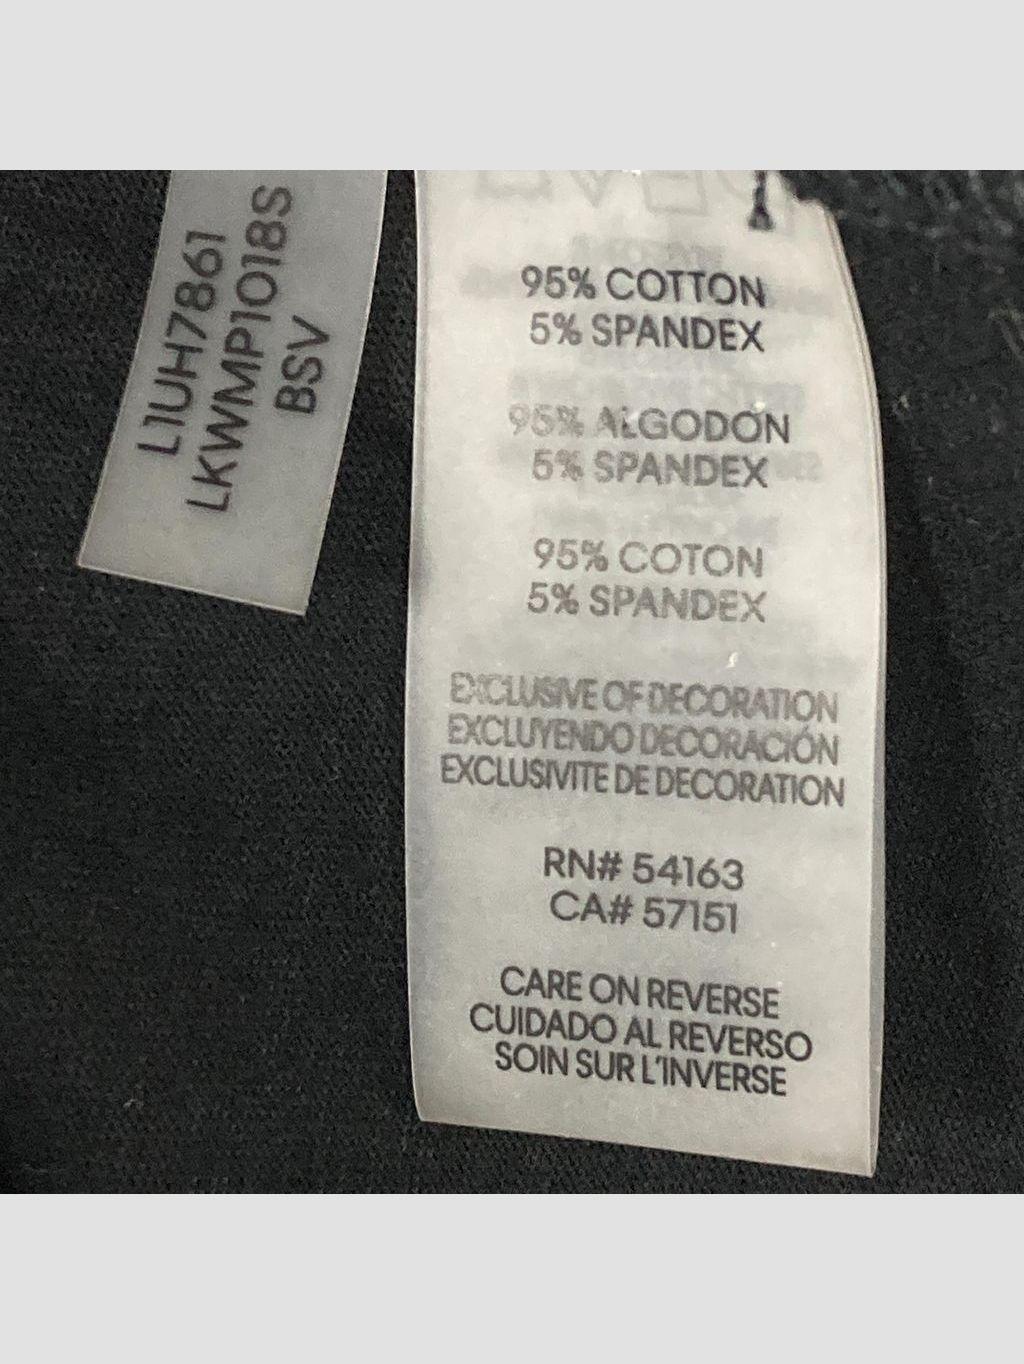 L1UH7861
LKWMP1018S
BSV
95% COTTON
5% SPANDEX
95% ALGODÓN
5% SPANDEX
95% COTON
5% SPANDEX
EXCLUSIVE OF DECORATION
EXCLUYENDO DECORACIÓN
EXCLUSIVITE DE DECORATION
RN# 54163
CA# 57151
CARE ON REVERSE
CUIDADO AL REVERSO
SOIN SUR L'INVERSE